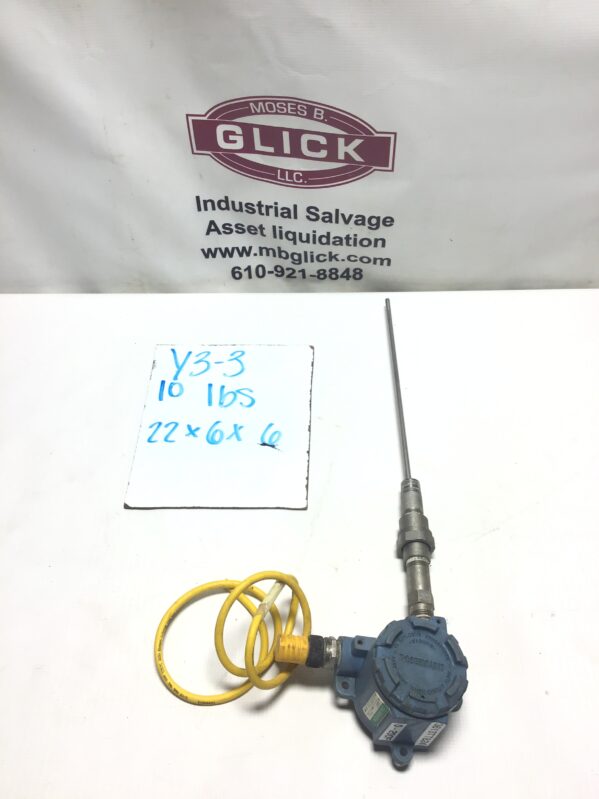 MOSES B.
GLICK
LLC.
Industrial Salvage
Asset liquidation
www.mbglick.com
610-921-8848
Y3-3
10 lbs
22 x 6 x 6
ROSEMOUNT